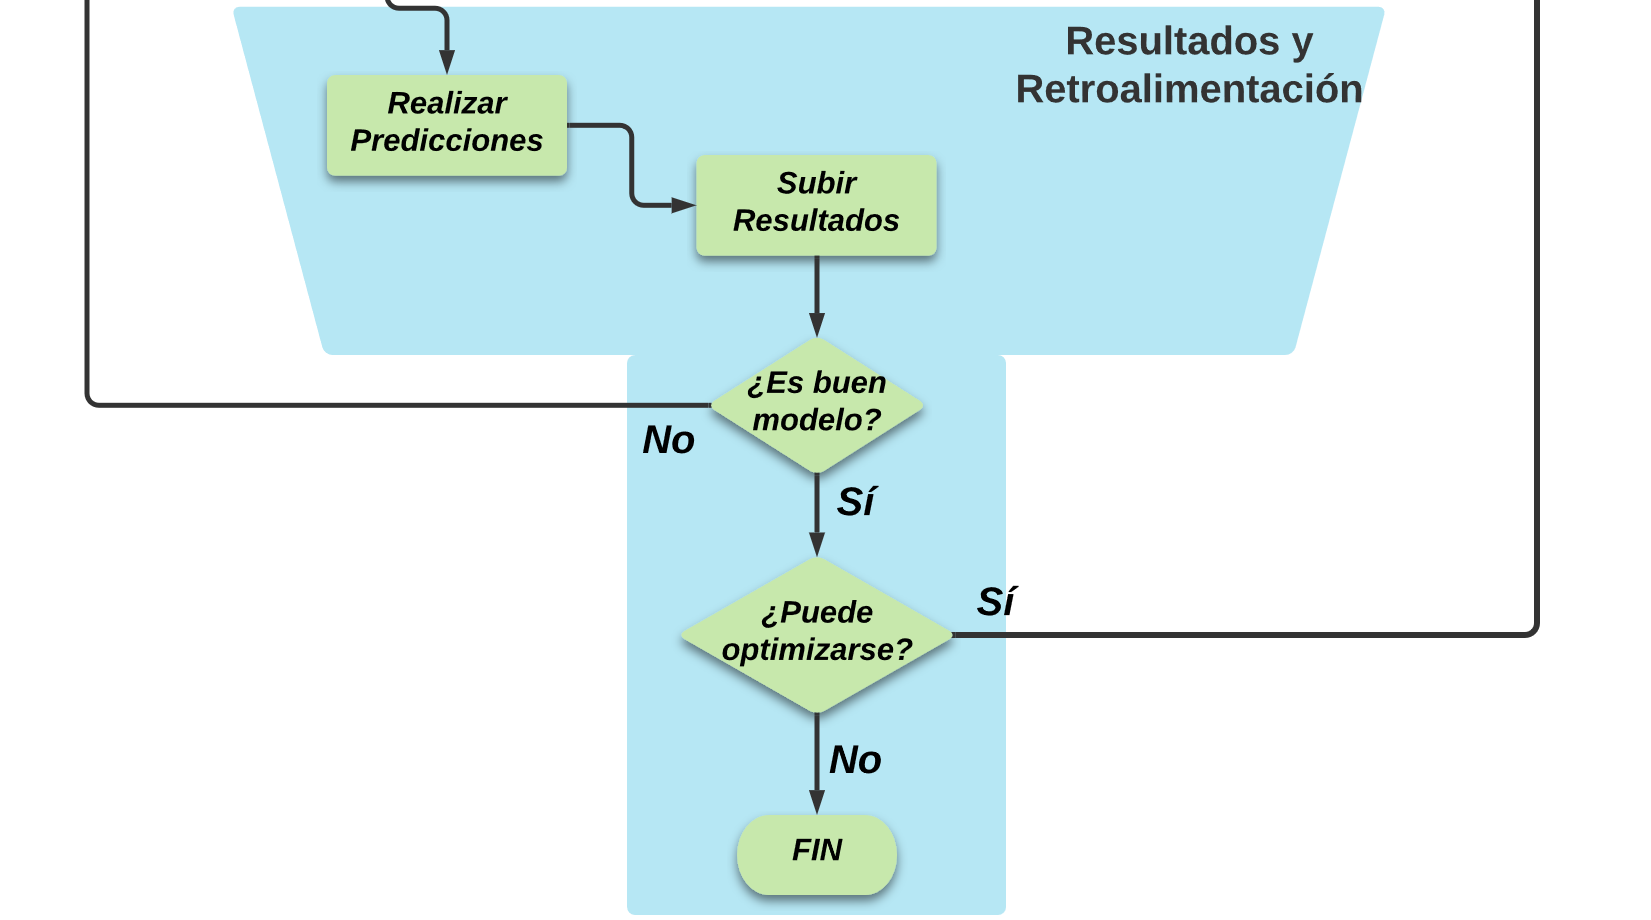 Resultados y
Retroalimentación
Realizar
Predicciones
Subir
Resultados
¿Es buen
modelo?
No
Sí
¿Puede
optimizarse?
Sí
No
FIN